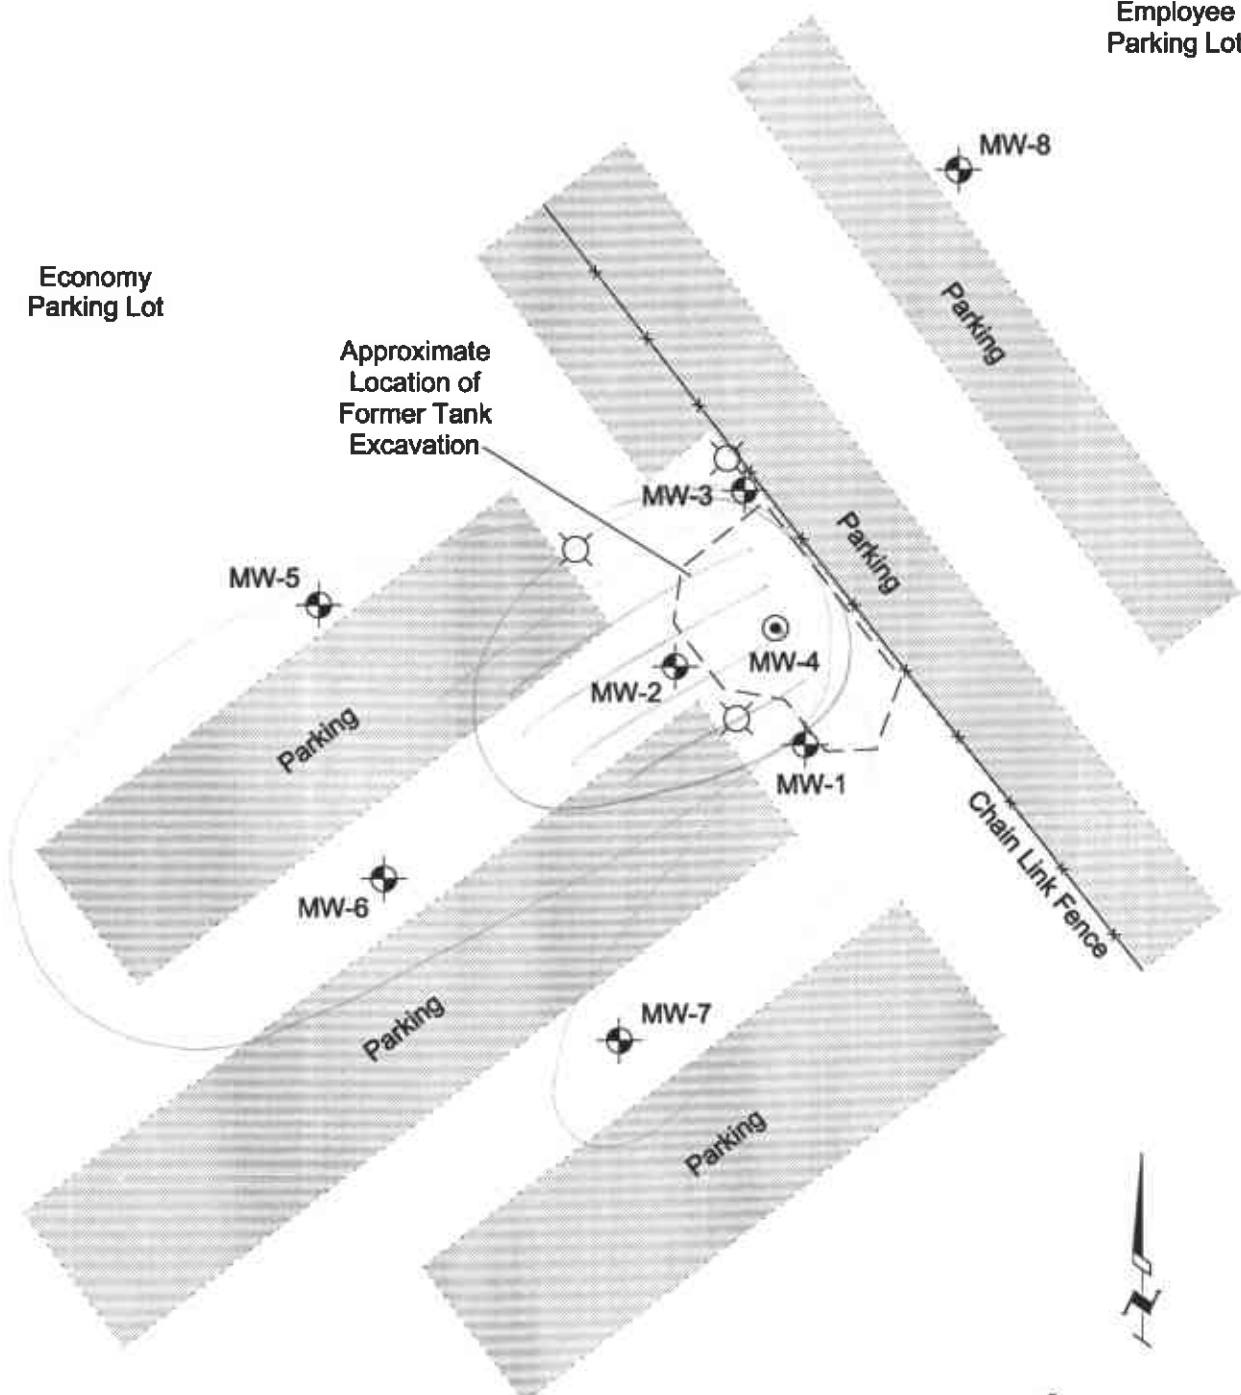 Employee
Parking Lot
MW-8
Economy
Parking Lot
Parking
Approximate
Location of
Former Tank
Excavation
MW-3
Parking
MW-5
MW-4
MW-2
Parking
MW-1
Chain Link Fence
MW-6
Parking
MW-7
Parking
N